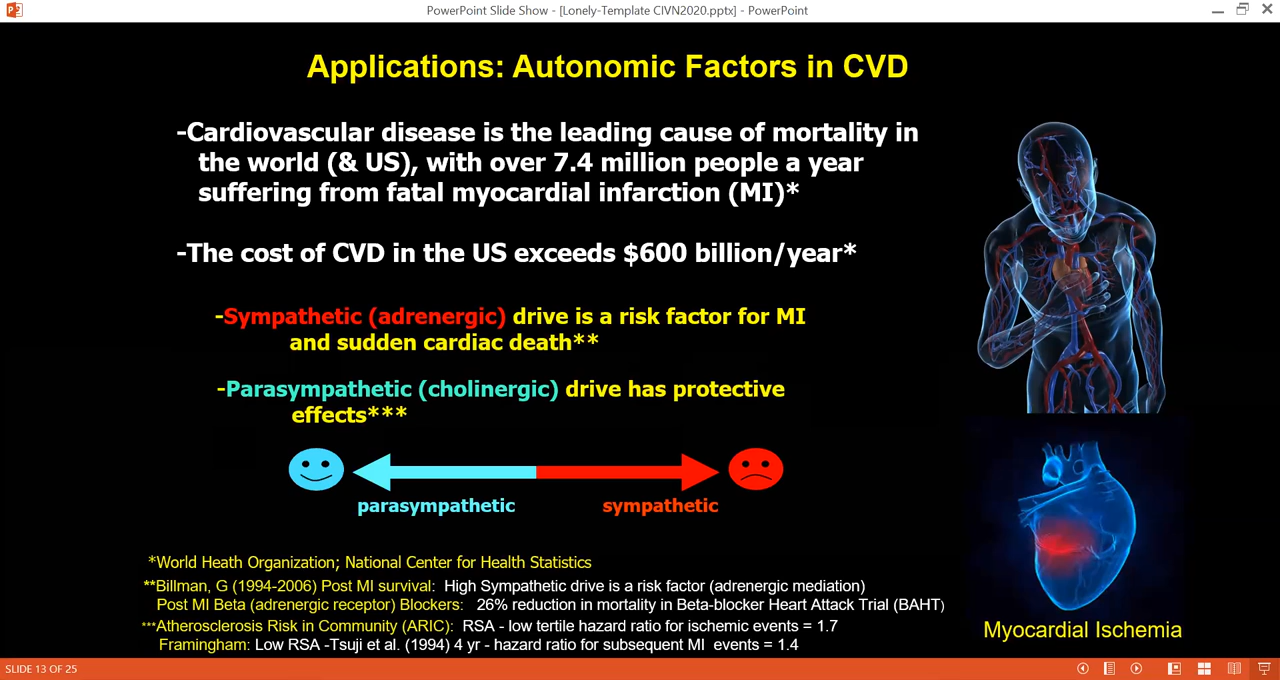 PowerPoint Slide Show - [Lonely-Template CIVN2020.pptx] - PowerPoint
Applications: Autonomic Factors in CVD
-Cardiovascular disease is the leading cause of mortality in
the world (& US), with over 7.4 million people a year
suffering from fatal myocardial infarction (MI)*
-The cost of CVD in the US exceeds $600 billion/year*
-Sympathetic (adrenergic) drive is a risk factor for MI
and sudden cardiac death**
-Parasympathetic (cholinergic) drive has protective
effects***
parasympathetic
sympathetic
*World Heath Organization; National Center for Health Statistics
**Billman, G (1994-2006) Post MI survival: High Sympathetic drive is a risk factor (adrenergic mediation)
Post MI Beta (adrenergic receptor) Blockers: 26% reduction in mortality in Beta-blocker Heart Attack Trial (BAHT)
***Atherosclerosis Risk in Community (ARIC): RSA - low tertile hazard ratio for ischemic events = 1.7
Framingham: Low RSA -Tsuji et al. (1994) 4 yr - hazard ratio for subsequent MI events = 1.4
Myocardial Ischemia
SLIDE 13 OF 25